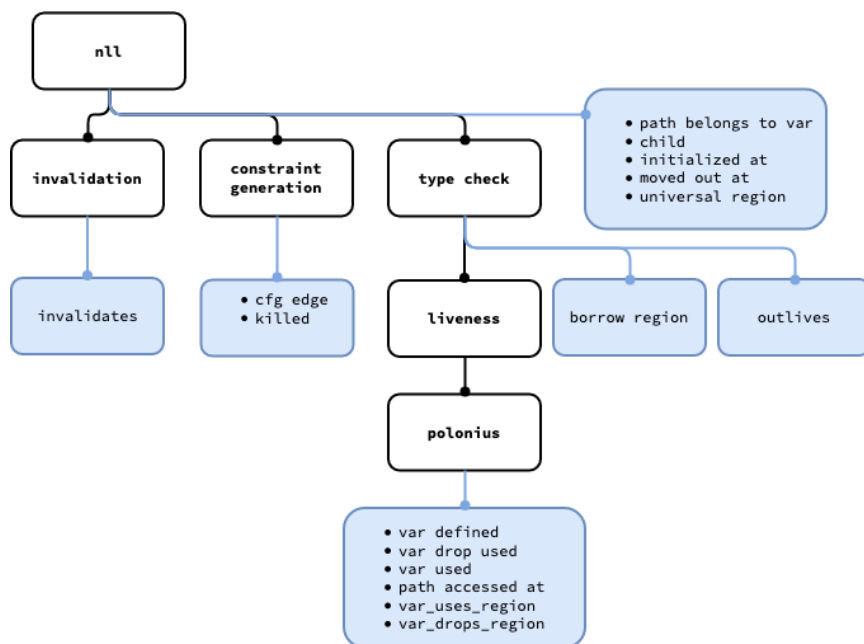 nll
• path belongs to var
• child
• initialized at
• moved out at
• universal region
invalidation
constraint
generation
type check
invalidates
• cfg edge
• killed
liveness
borrow region
outlives
polonius
• var defined
• var drop used
• var used
• path accessed at
• var_uses_region
• var_drops_region